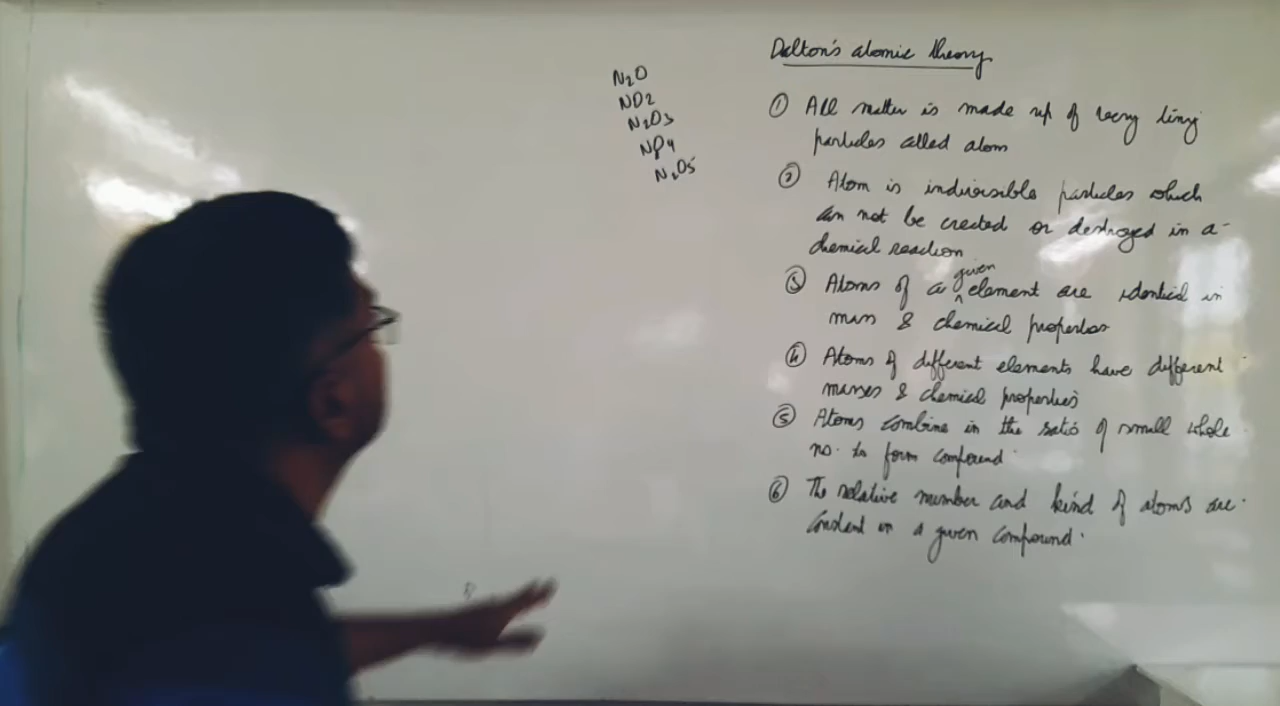 N2O
NO2
N2O3
NO4
N2O5
Dalton's atomic theory
① All matter is made up of very tiny
particles called atom
② Atom is indivisible particles which
can not be created or destroyed in a
chemical reaction
given
③ Atoms of a ^ element are identical in
mass & chemical properties
④ Atoms of different elements have different
masses & chemical properties
⑤ Atoms combine in the ratio of small whole
no. to form compound
⑥ The relative number and kind of atoms are
constant in a given compound.